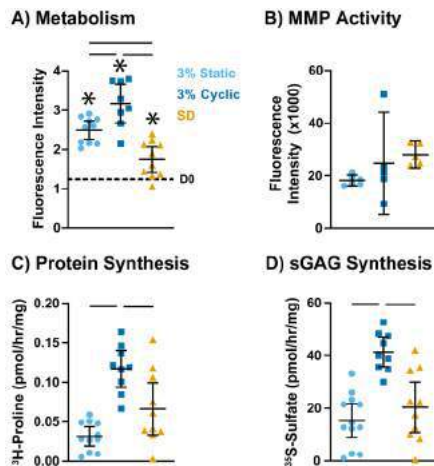 A) Metabolism
Fluorescence Intensity
4
3
2
1
0
*
*
*
D0
3% Static
3% Cyclic
SD
B) MMP Activity
Fluorescence
Intensity (x1000)
60
40
20
0
C) Protein Synthesis
³H-Proline (pmol/hr/mg)
0.20
0.15
0.10
0.05
0.00
D) sGAG Synthesis
³⁵S-Sulfate (pmol/hr/mg)
60
40
20
0